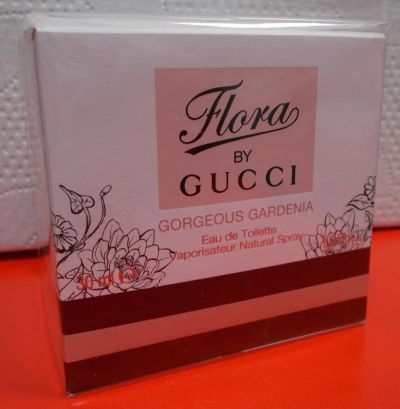 Flora
BY
GUCCI
GORGEOUS GARDENIA
Eau de Toilette
Vaporisateur Natural Spray
30 ml